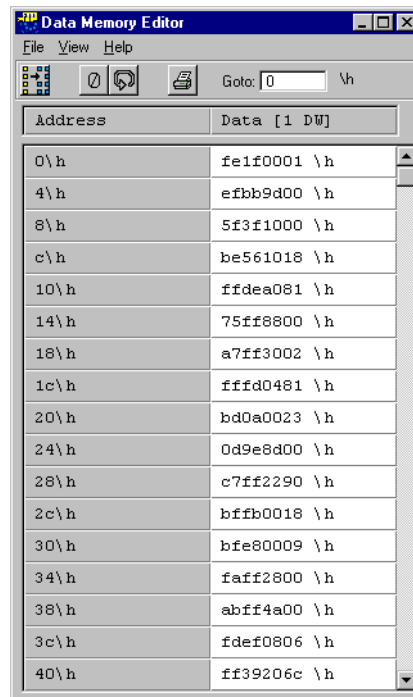 Data Memory Editor
File View Help
Goto: 0 \h
Address Data [1 DW]
0\h fe1f0001 \h
4\h efbb9d00 \h
8\h 5f3f1000 \h
c\h be561018 \h
10\h ffdea081 \h
14\h 75ff8800 \h
18\h a7ff3002 \h
1c\h fffd0481 \h
20\h bd0a0023 \h
24\h 0d9e8d00 \h
28\h c7ff2290 \h
2c\h bffb0018 \h
30\h bfe80009 \h
34\h faff2800 \h
38\h abff4a00 \h
3c\h fdef0806 \h
40\h ff39206c \h